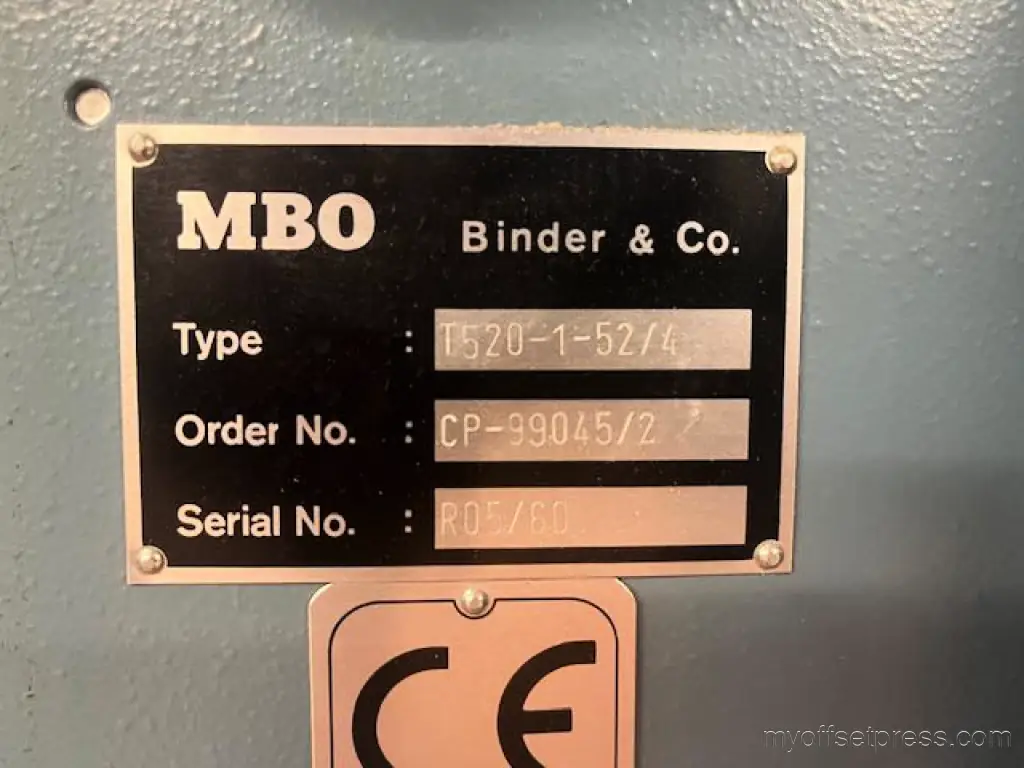 MBO Binder & Co.
Type : T520-1-52/4
Order No. : CP-99045/2
Serial No. : R05/60
CE
myoffsetpress.com